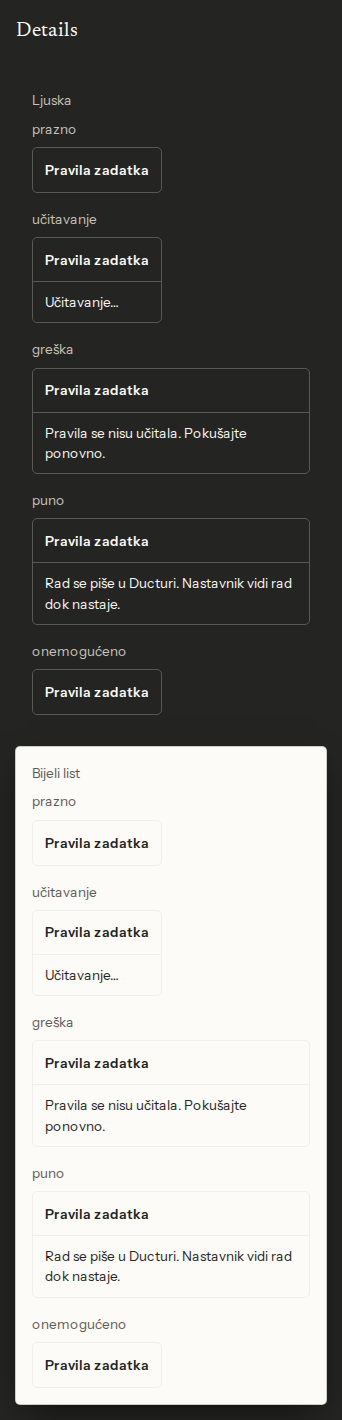 Details
Ljuska
prazno
Pravila zadatka
učitavanje
Pravila zadatka
Učitavanje…
greška
Pravila zadatka
Pravila se nisu učitala. Pokušajte
ponovno.
puno
Pravila zadatka
Rad se piše u Ducturi. Nastavnik vidi rad
dok nastaje.
onemogućeno
Pravila zadatka
Bijeli list
prazno
Pravila zadatka
učitavanje
Pravila zadatka
Učitavanje…
greška
Pravila zadatka
Pravila se nisu učitala. Pokušajte
ponovno.
puno
Pravila zadatka
Rad se piše u Ducturi. Nastavnik vidi rad
dok nastaje.
onemogućeno
Pravila zadatka